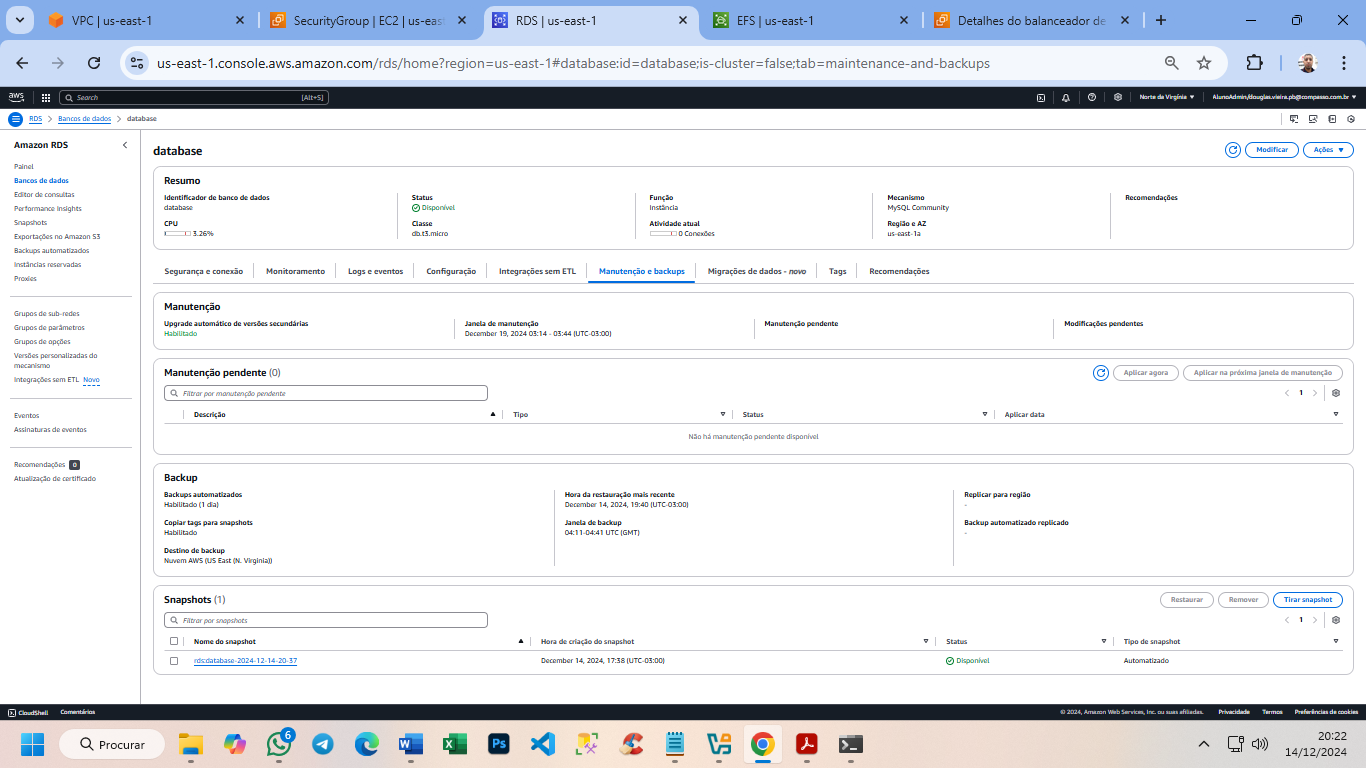 VPC | us-east-1
SecurityGroup | EC2 | us-eas
RDS | us-east-1
EFS | us-east-1
Detalhes do balanceador de
us-east-1.console.aws.amazon.com/rds/home?region=us-east-1#database:id=database;is-cluster=false;tab=maintenance-and-backups
aws
Search
[Alt+S]
Norte da Virgínia
AlunoAdmin/douglas.vieira.pb@compasso.com.br
RDS
Bancos de dados
database
Amazon RDS
Painel
Bancos de dados
Editor de consultas
Performance insights
Snapshots
Exportações no Amazon S3
Backups automatizados
Instâncias reservadas
Proxies
Grupos de sub-redes
Grupos de parâmetros
Grupos de opções
Versões personalizadas do
mecanismo
Integrações sem ETL Novo
Eventos
Assinaturas de eventos
Recomendações 0
Atualização de certificado
database
Modificar
Ações
Resumo
Identificador de banco de dados
database
Status
Disponível
Função
Instância
Mecanismo
MySQL Community
Recomendações
CPU
3.26%
Classe
db.t3.micro
Atividade atual
0 Conexões
Região e AZ
us-east-1a
Segurança e conexão
Monitoramento
Logs e eventos
Configuração
Integrações sem ETL
Manutenção e backups
Migrações de dados - novo
Tags
Recomendações
Manutenção
Upgrade automático de versões secundárias
Habilitado
Janela de manutenção
December 19, 2024 03:14 - 03:44 (UTC-03:00)
Manutenção pendente
Modificações pendentes
Manutenção pendente (0)
Aplicar agora
Aplicar na próxima janela de manutenção
Filtrar por manutenção pendente
1
Descrição
Tipo
Status
Aplicar data
Não há manutenção pendente disponível
Backup
Backups automatizados
Habilitado (1 dia)
Hora da restauração mais recente
December 14, 2024, 19:40 (UTC-03:00)
Replicar para região
-
Copiar tags para snapshots
Habilitado
Janela de backup
04:11-04:41 UTC (GMT)
Backup automatizado replicado
-
Destino de backup
Nuvem AWS (US East (N. Virginia))
Snapshots (1)
Restaurar
Remover
Tirar snapshot
Filtrar por snapshots
1
Nome do snapshot
Hora de criação do snapshot
Status
Tipo de snapshot
rds:database-2024-12-14-20-37
December 14, 2024, 17:38 (UTC-03:00)
Disponível
Automatizado
CloudShell
Comentários
© 2024, Amazon Web Services, Inc. ou suas afiliadas.
Privacidade
Termos
Preferências de cookies
Procurar
6
20:22
14/12/2024